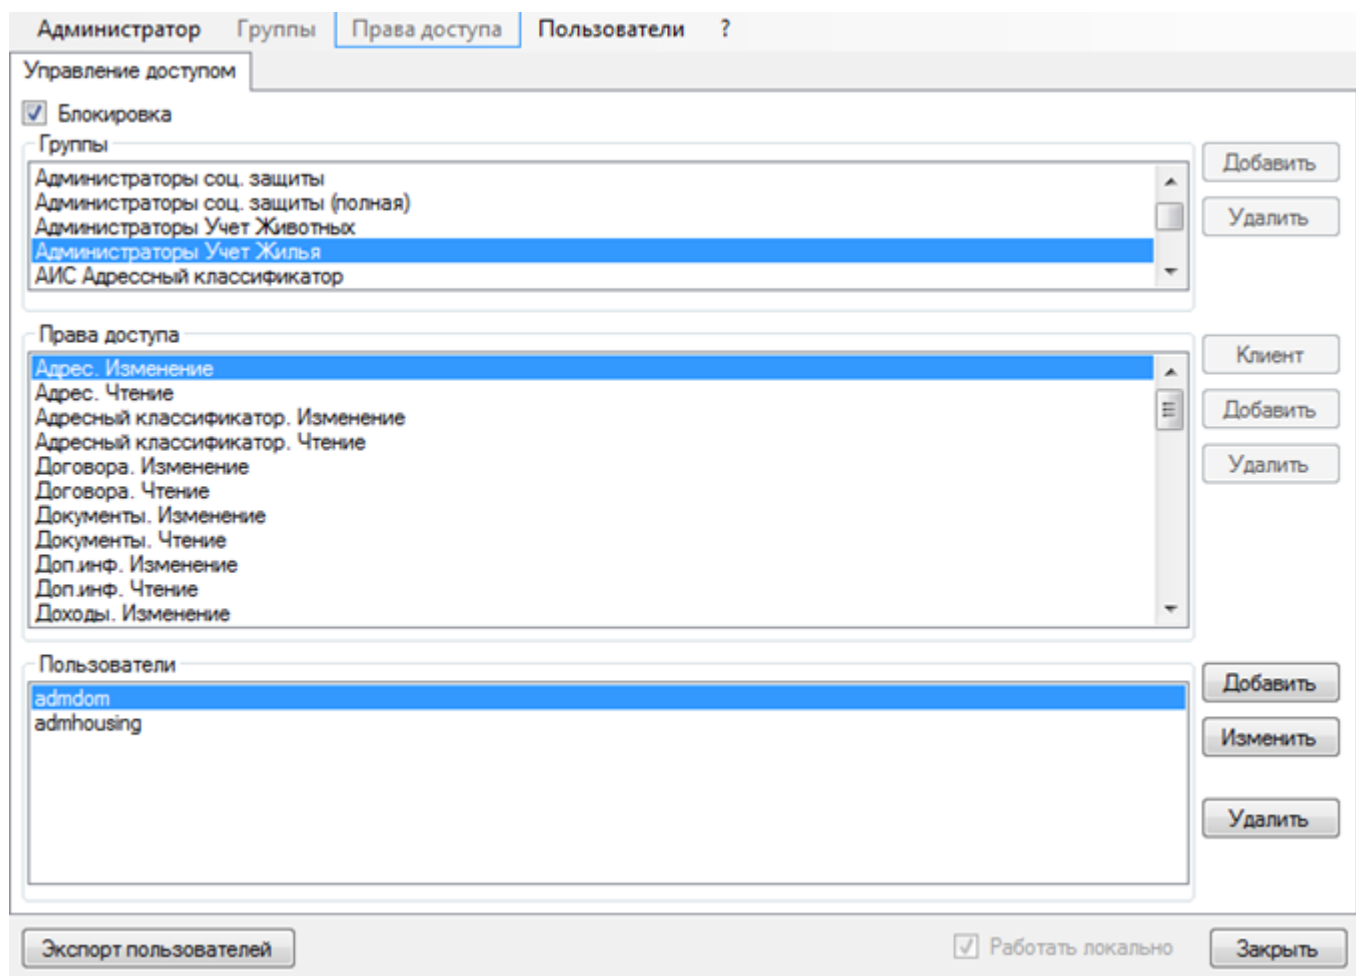 Администратор Группы Права доступа Пользователи ?
Управление доступом
Блокировка
Группы
Администраторы соц. защиты
Администраторы соц. защиты (полная)
Администраторы Учет Животных
Администраторы Учет Жилья
АИС Адрессный классификатор
Добавить
Удалить
Права доступа
Адрес. Изменение
Адрес. Чтение
Адресный классификатор. Изменение
Адресный классификатор. Чтение
Договора. Изменение
Договора. Чтение
Документы. Изменение
Документы. Чтение
Доп.инф. Изменение
Доп.инф. Чтение
Доходы. Изменение
Клиент
Добавить
Удалить
Пользователи
admdom
admhousing
Добавить
Изменить
Удалить
Экспорт пользователей Работать локально Закрыть